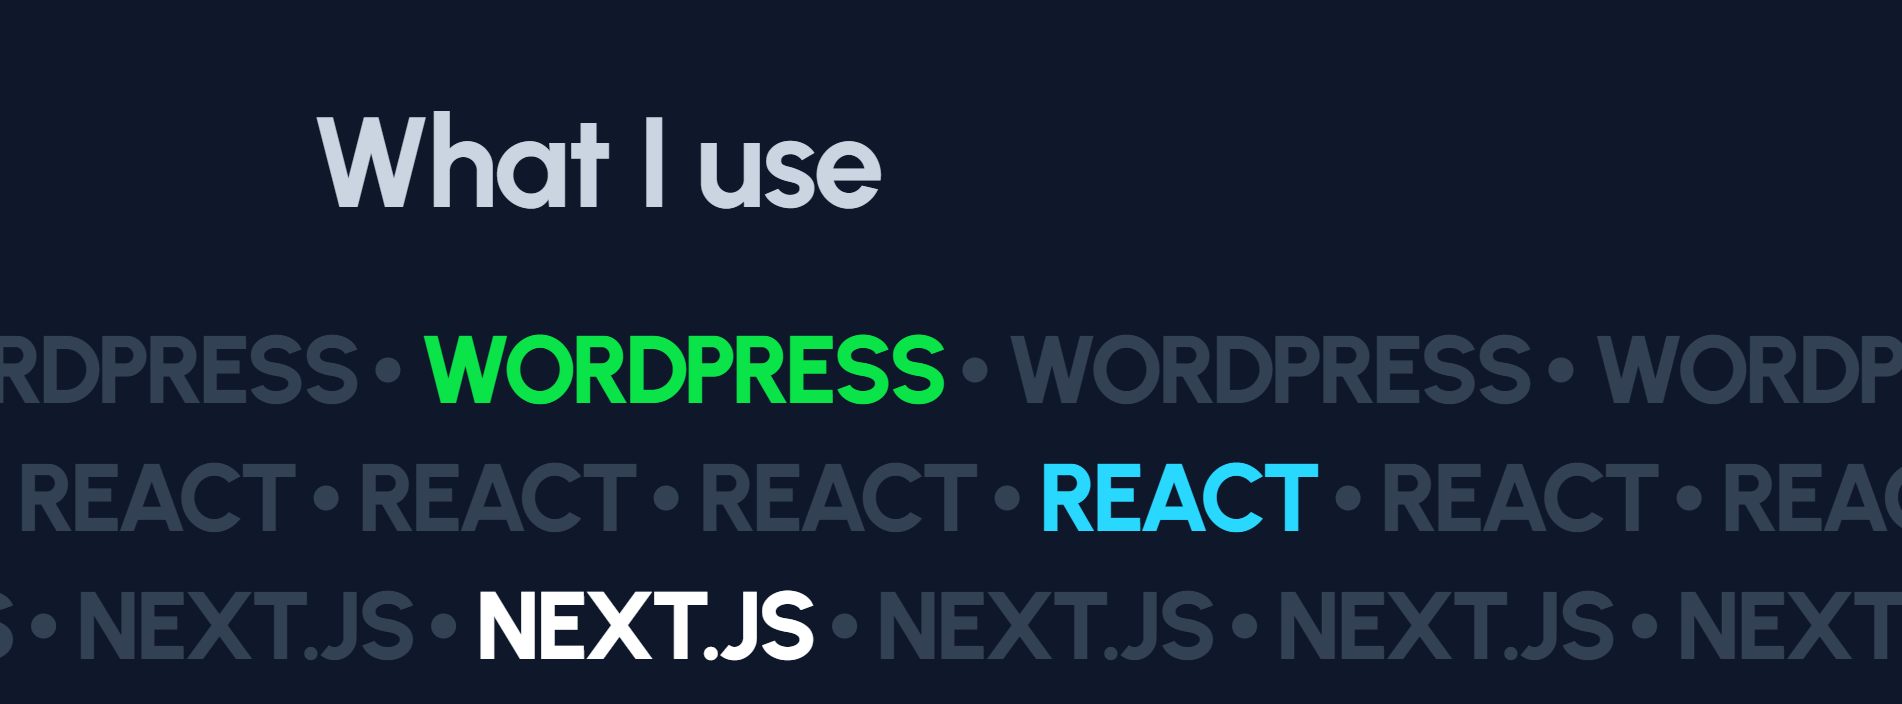 What I use
RDPRESS • WORDPRESS • WORDPRESS • WORDP
REACT • REACT • REACT • REACT • REACT • REAC
S • NEXT.JS • NEXT.JS • NEXT.JS • NEXT.JS • NEXT